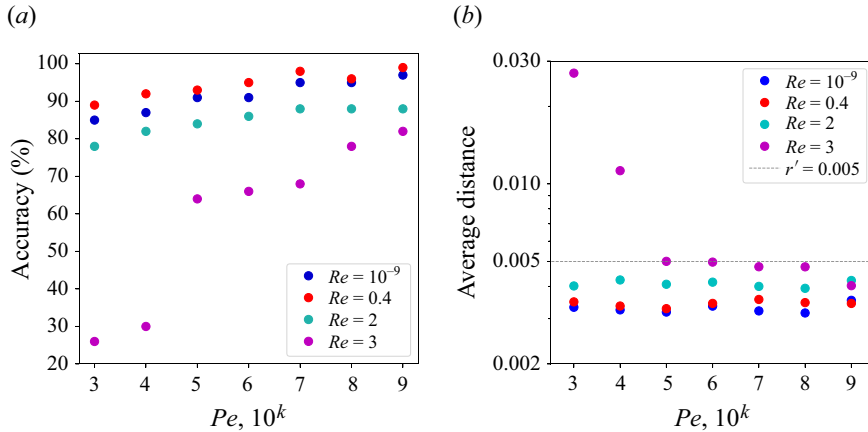 (a)
100
90
80
70
60
50
40
30
20
Accuracy (%)
3 4 5 6 7 8 9
Pe, 10ᵏ
Re = 10⁻⁹
Re = 0.4
Re = 2
Re = 3
(b)
0.030
0.010
0.005
0.002
Average distance
3 4 5 6 7 8 9
Pe, 10ᵏ
Re = 10⁻⁹
Re = 0.4
Re = 2
Re = 3
r′ = 0.005